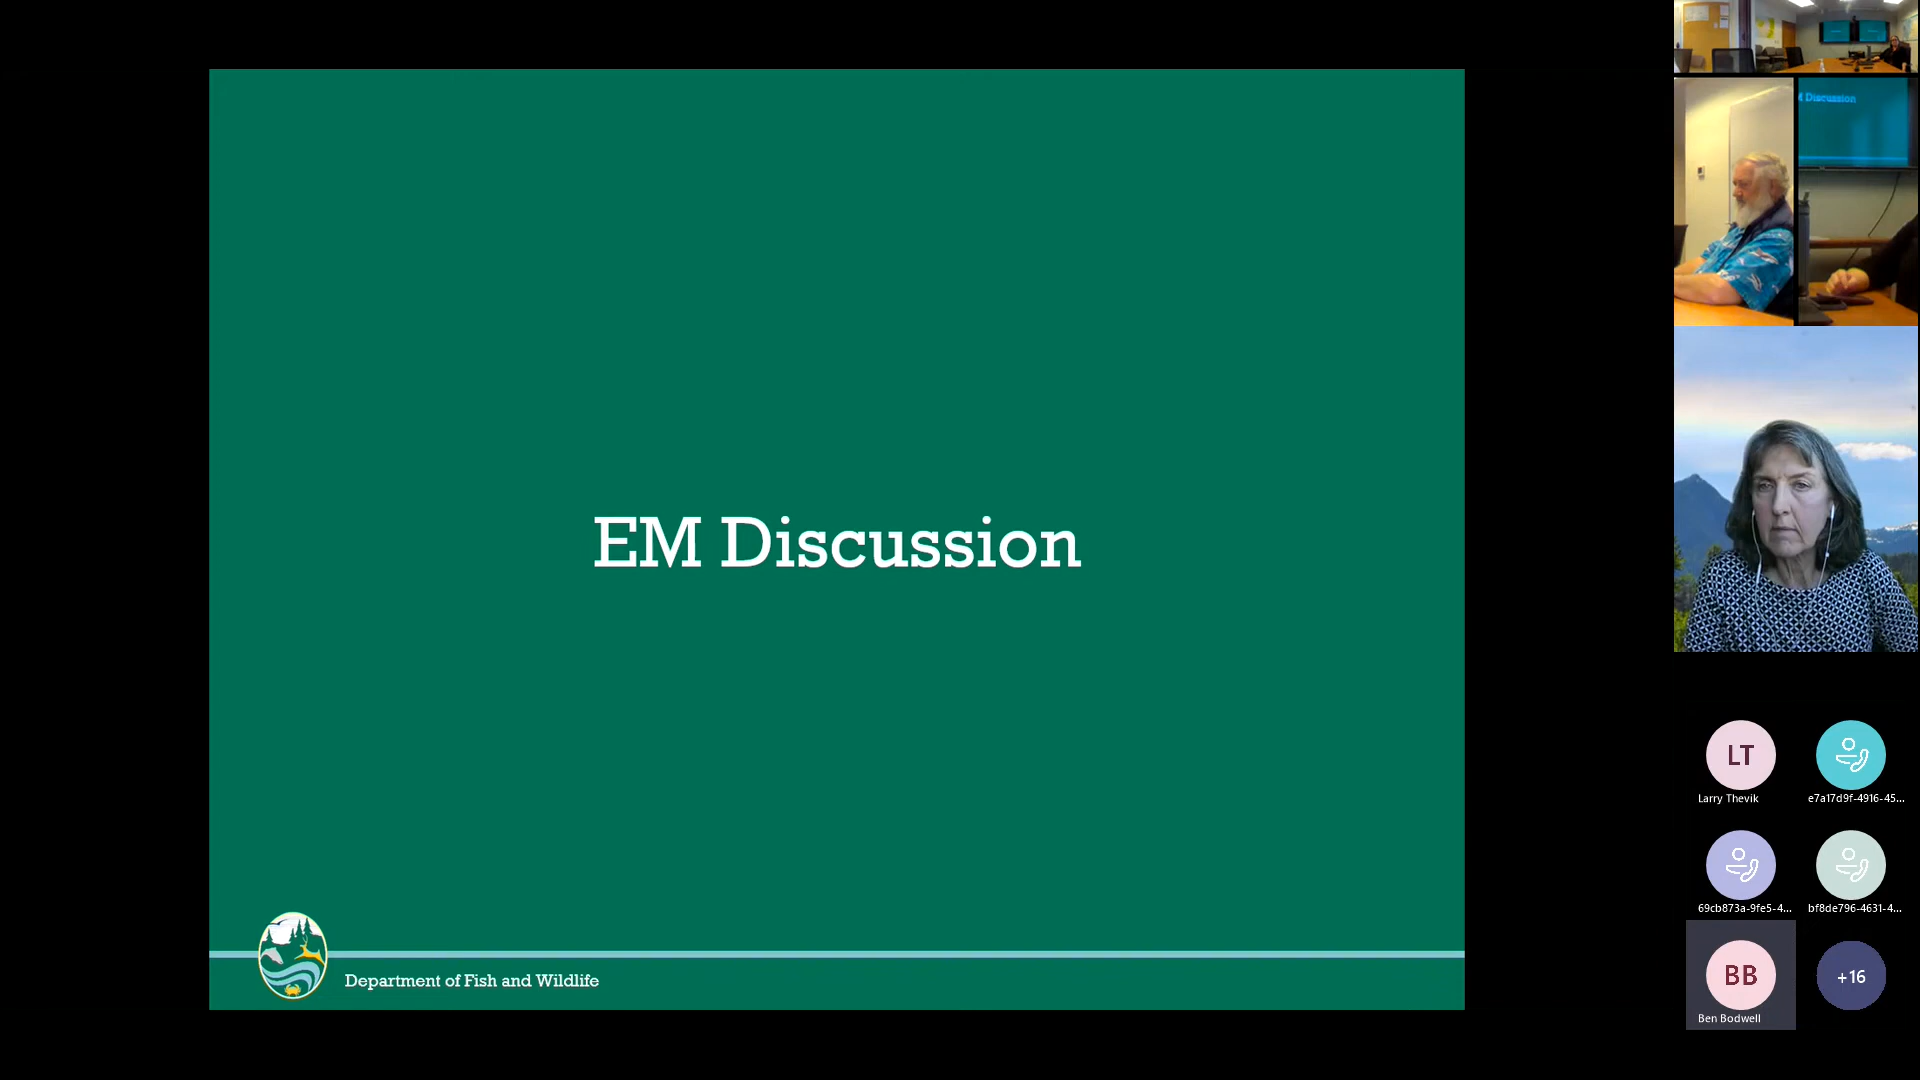 EM Discussion
Department of Fish and Wildlife
Discussion
LT
Larry Thevik
e7a17d9f-4916-45...
69cb873a-9fe5-4...
bf8de796-4631-4...
BB
Ben Bodwell
+16